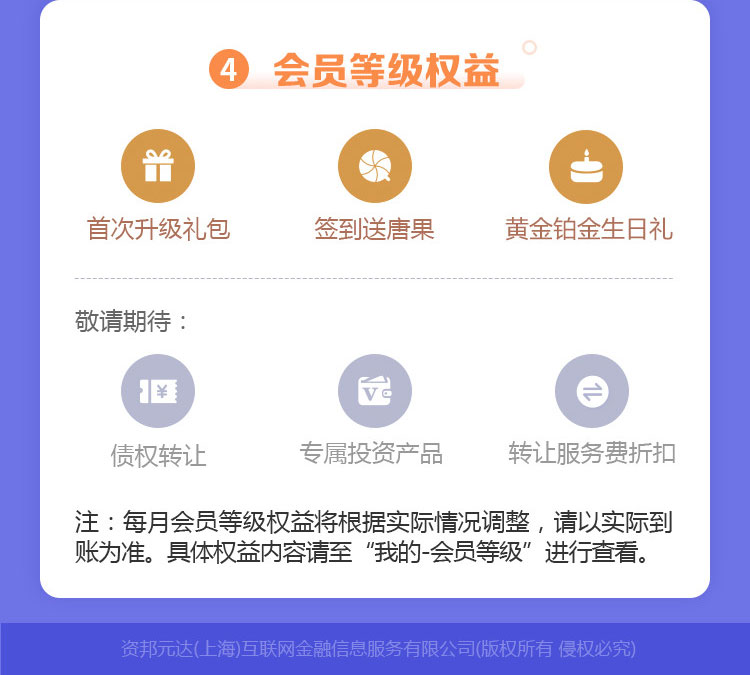 4 会员等级权益
首次升级礼包 签到送唐果 黄金铂金生日礼
敬请期待：
¥ V
债权转让 专属投资产品 转让服务费折扣
注：每月会员等级权益将根据实际情况调整，请以实际到
账为准。具体权益内容请至“我的-会员等级”进行查看。
资邦元达(上海)互联网金融信息服务有限公司(版权所有 侵权必究)